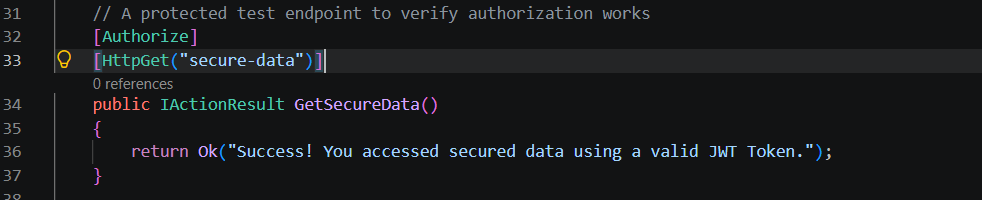 31 // A protected test endpoint to verify authorization works
32 [Authorize]
33 [HttpGet("secure-data")]
0 references
34 public IActionResult GetSecureData()
35 {
36 return Ok("Success! You accessed secured data using a valid JWT Token.");
37 }
38